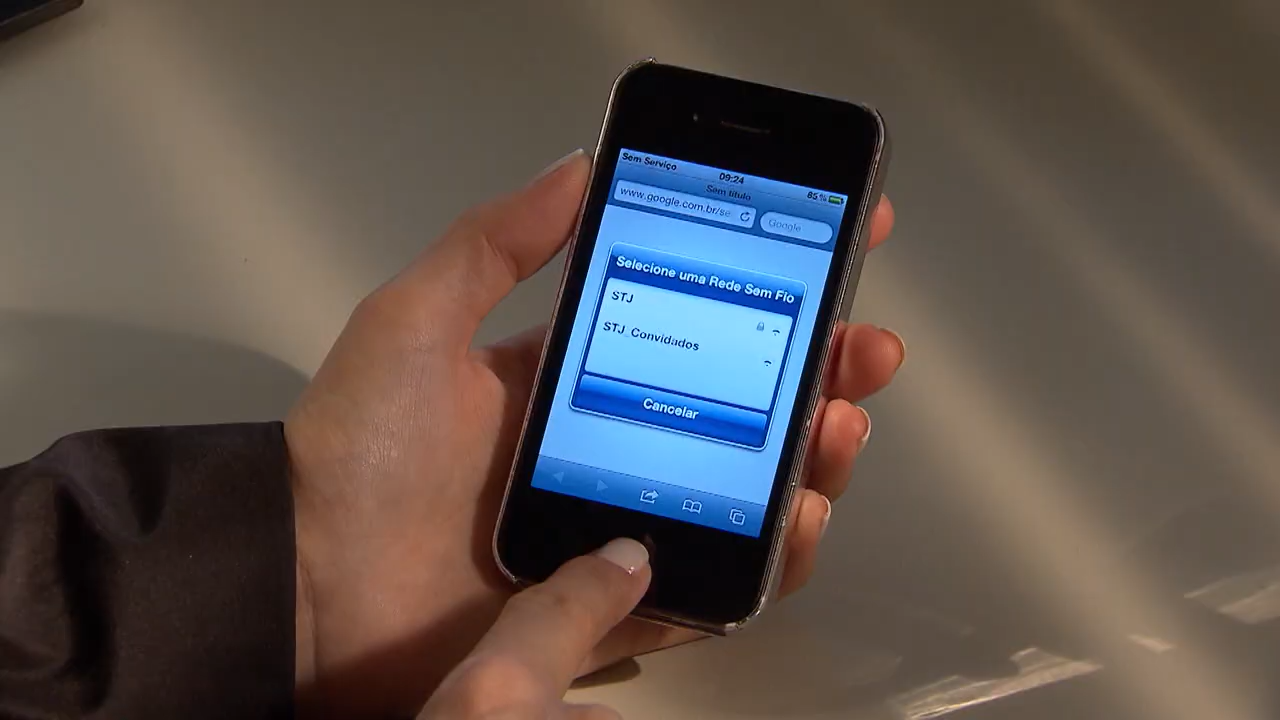 Sem Serviço 09:24 85%
Sem título
www.google.com.br/se
Google
Selecione uma Rede Sem Fio
STJ
STJ_Convidados
Cancelar